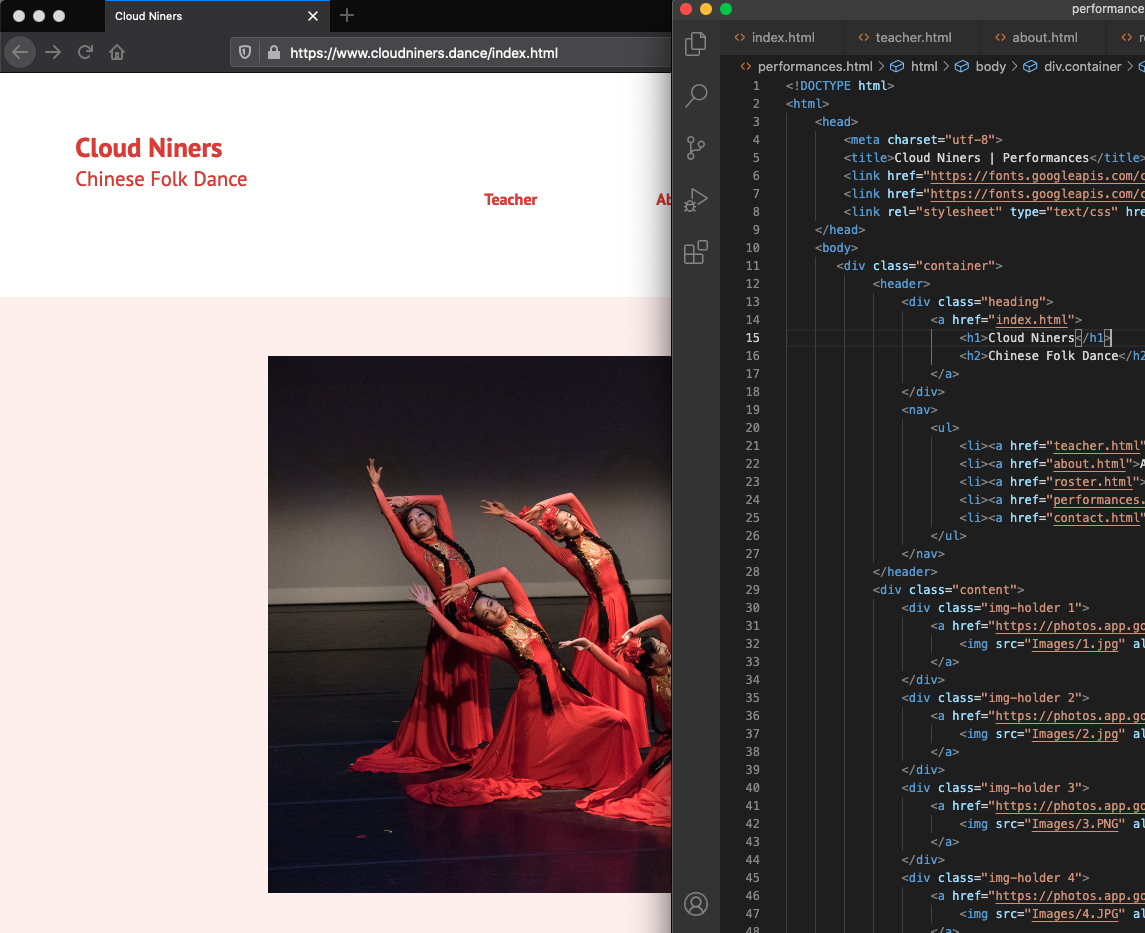 Cloud Niners
https://www.cloudniners.dance/index.html
Cloud Niners
Chinese Folk Dance
Teacher
performance
index.html teacher.html about.html
performances.html > html > body > div.container >
1 <!DOCTYPE html>
2 <html>
3 <head>
4 <meta charset="utf-8">
5 <title>Cloud Niners | Performances</title>
6 <link href="https://fonts.googleapis.com/c
7 <link href="https://fonts.googleapis.com/c
8 <link rel="stylesheet" type="text/css" hre
9 </head>
10 <body>
11 <div class="container">
12 <header>
13 <div class="heading">
14 <a href="index.html">
15 <h1>Cloud Niners</h1>
16 <h2>Chinese Folk Dance</h2
17 </a>
18 </div>
19 <nav>
20 <ul>
21 <li><a href="teacher.html"
22 <li><a href="about.html">A
23 <li><a href="roster.html">
24 <li><a href="performances.
25 <li><a href="contact.html"
26 </ul>
27 </nav>
28 </header>
29 <div class="content">
30 <div class="img-holder 1">
31 <a href="https://photos.app.go
32 <img src="Images/1.jpg" al
33 </a>
34 </div>
35 <div class="img-holder 2">
36 <a href="https://photos.app.go
37 <img src="Images/2.jpg" al
38 </a>
39 </div>
40 <div class="img-holder 3">
41 <a href="https://photos.app.go
42 <img src="Images/3.PNG" al
43 </a>
44 </div>
45 <div class="img-holder 4">
46 <a href="https://photos.app.go
47 <img src="Images/4.JPG" al
48 </a>